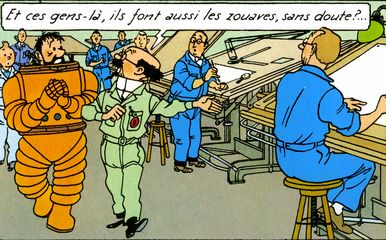 Et ces gens-là, ils font aussi les zouaves, sans doute?...